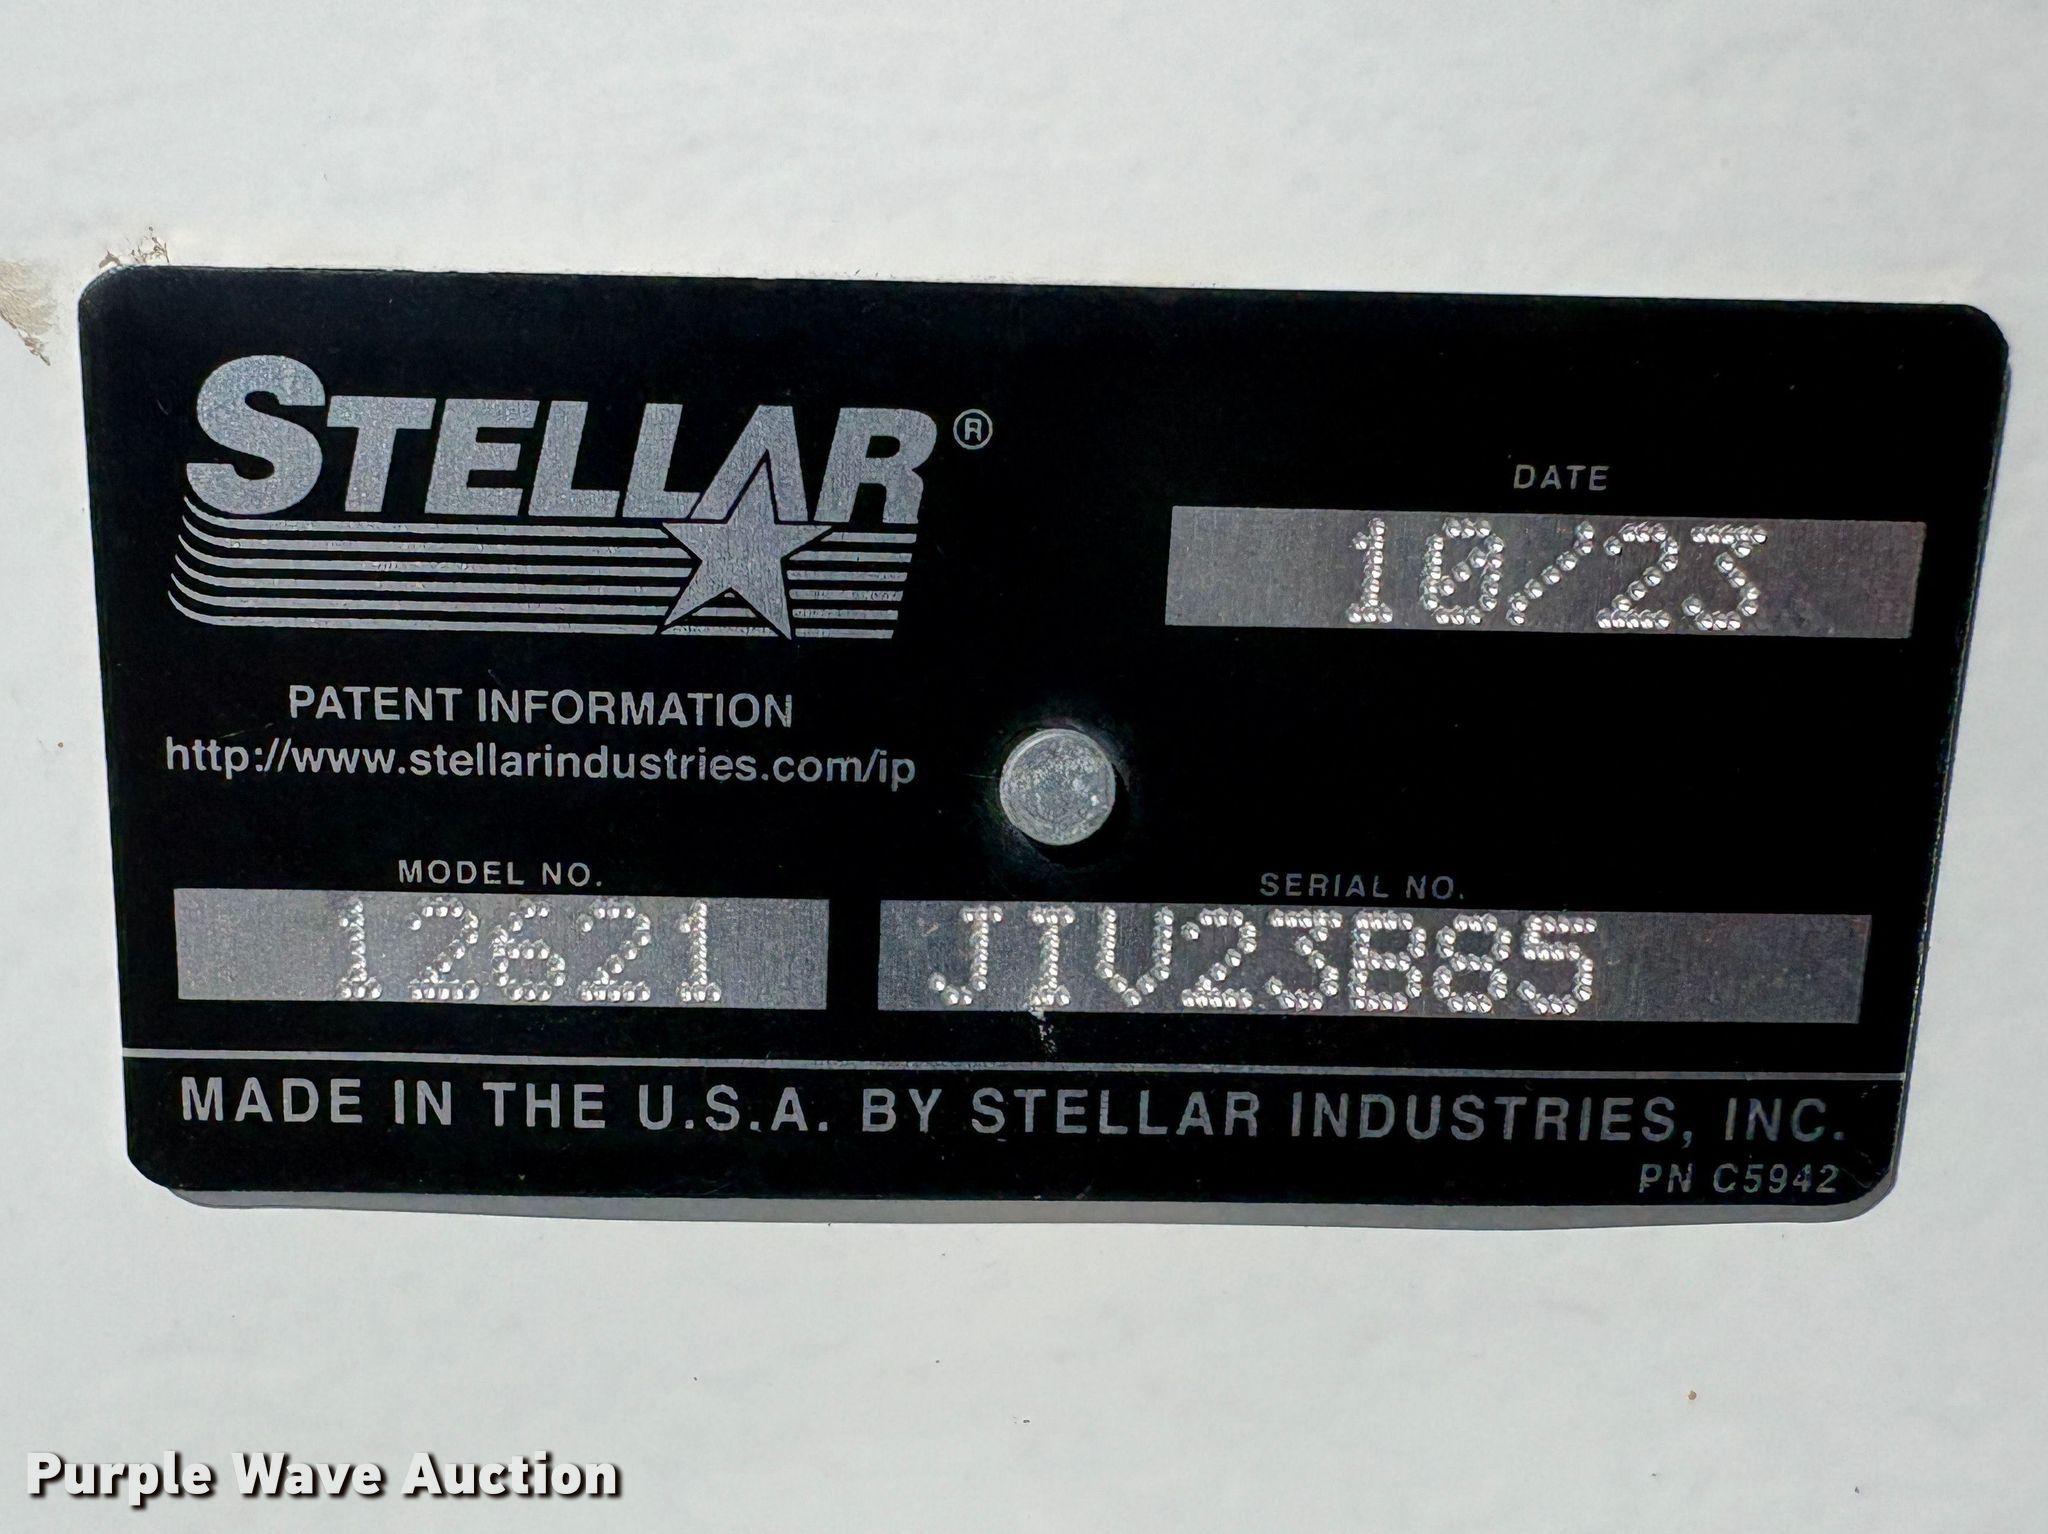 STELLAR®
DATE
10/23
PATENT INFORMATION
http://www.stellarindustries.com/ip
MODEL NO.
12621
SERIAL NO.
JIV23B85
MADE IN THE U.S.A. BY STELLAR INDUSTRIES, INC.
PN C5942
Purple Wave Auction